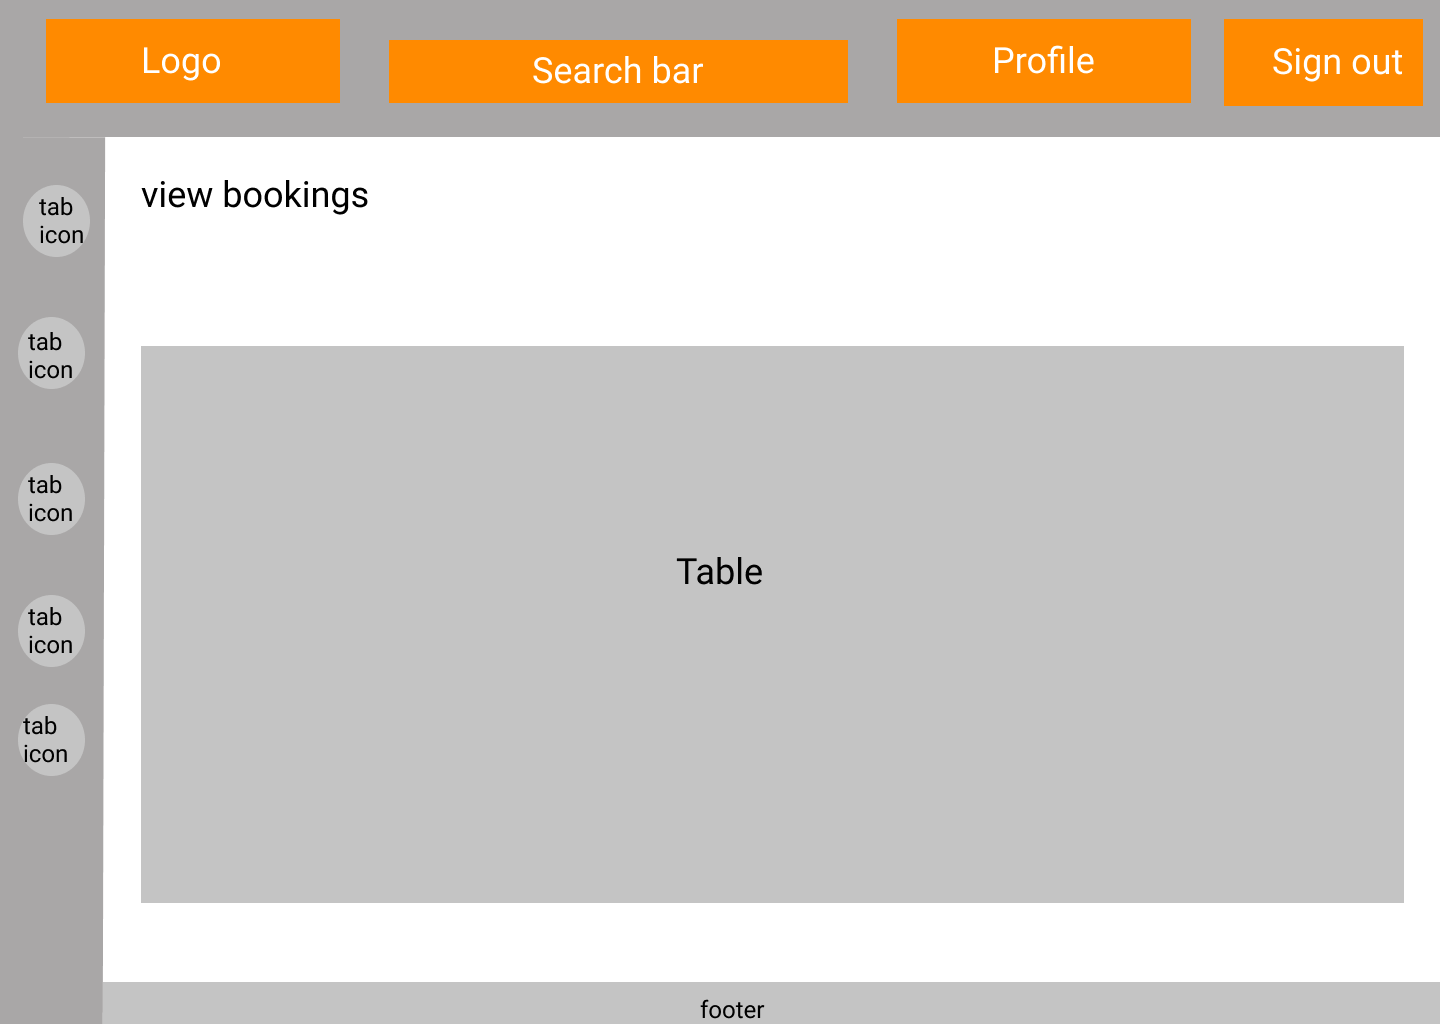 Logo
Search bar
Profile
Sign out
view bookings
tab
icon
tab
icon
tab
icon
tab
icon
tab
icon
Table
footer